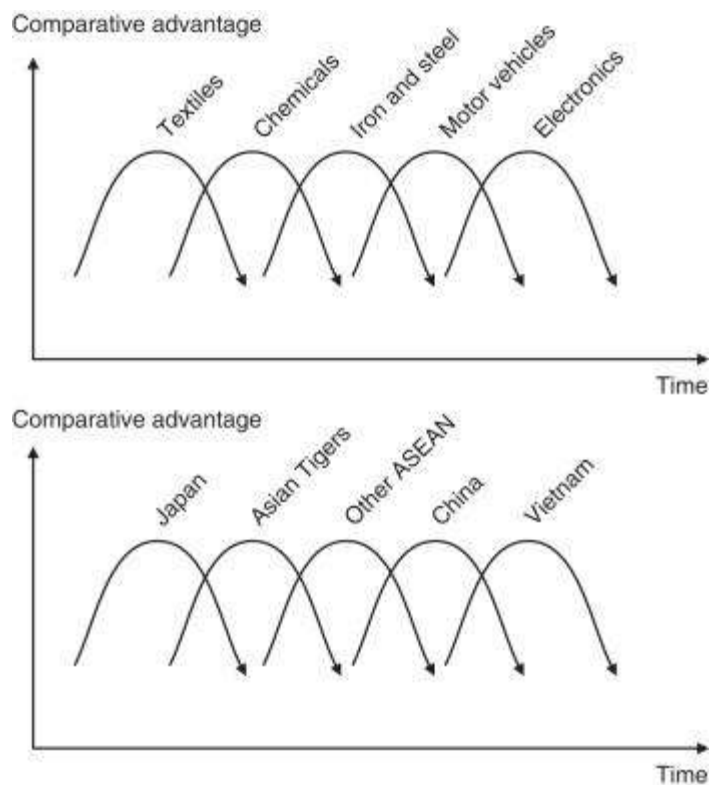 Comparative advantage
Textiles
Chemicals
Iron and steel
Motor vehicles
Electronics
Time
Comparative advantage
Japan
Asian Tigers
Other ASEAN
China
Vietnam
Time